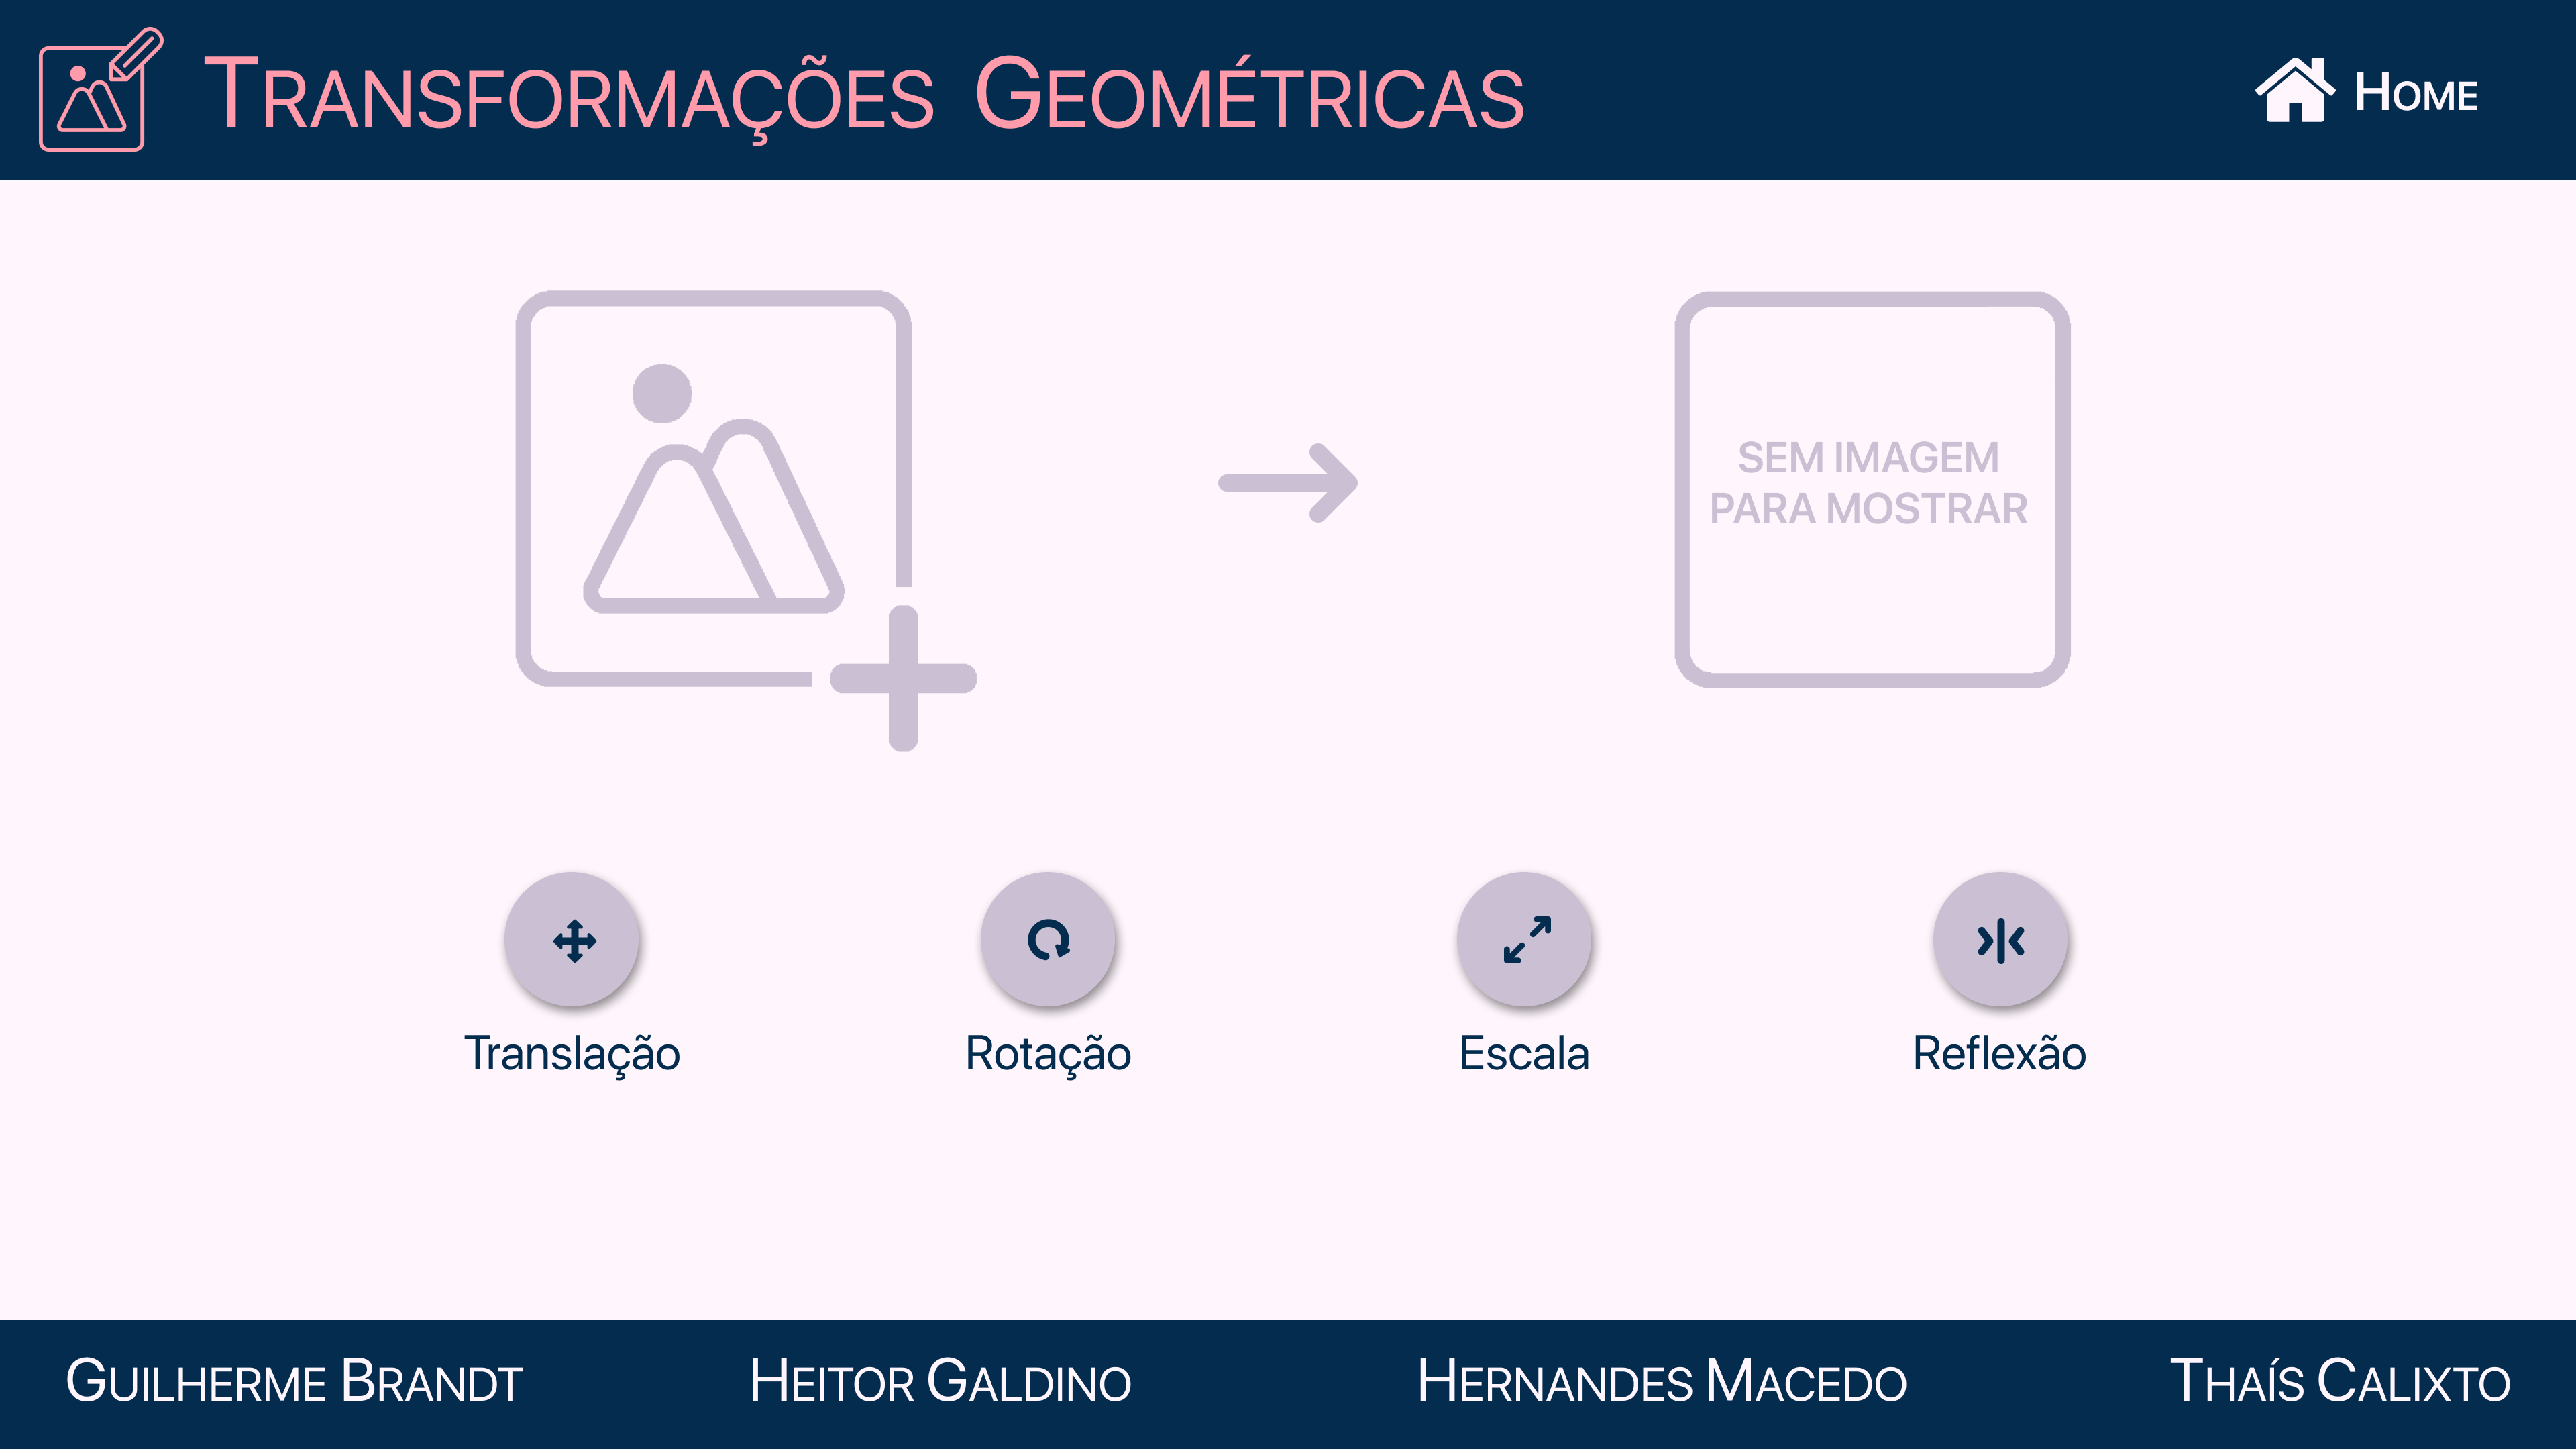 TRANSFORMAÇÕES GEOMÉTRICAS
HOME
SEM IMAGEM
PARA MOSTRAR
Translação
Rotação
Escala
Reflexão
GUILHERME BRANDT
HEITOR GALDINO
HERNANDES MACEDO
THAÍS CALIXTO